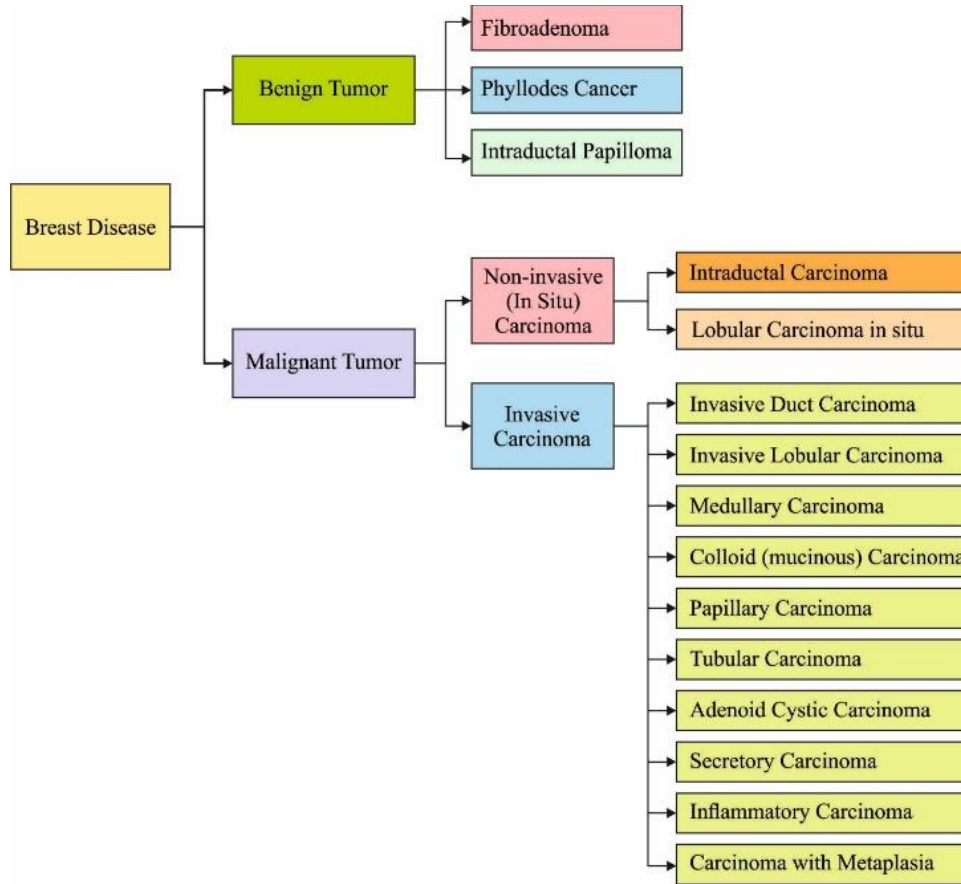 Fibroadenoma
Benign Tumor
Phyllodes Cancer
Intraductal Papilloma
Breast Disease
Non-invasive
(In Situ)
Carcinoma
Intraductal Carcinoma
Lobular Carcinoma in situ
Malignant Tumor
Invasive
Carcinoma
Invasive Duct Carcinoma
Invasive Lobular Carcinoma
Medullary Carcinoma
Colloid (mucinous) Carcinoma
Papillary Carcinoma
Tubular Carcinoma
Adenoid Cystic Carcinoma
Secretory Carcinoma
Inflammatory Carcinoma
Carcinoma with Metaplasia